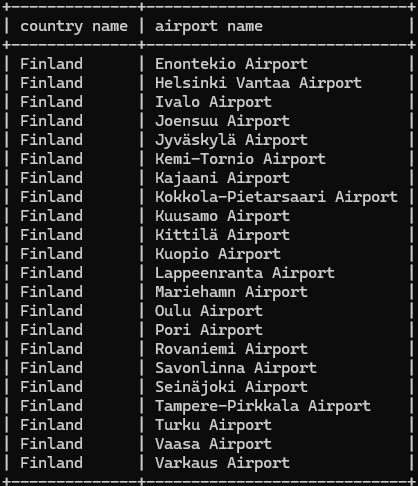 +--------------+-----------------------------+
| country name | airport name                |
+--------------+-----------------------------+
| Finland      | Enontekio Airport           |
| Finland      | Helsinki Vantaa Airport     |
| Finland      | Ivalo Airport               |
| Finland      | Joensuu Airport             |
| Finland      | Jyväskylä Airport           |
| Finland      | Kemi-Tornio Airport         |
| Finland      | Kajaani Airport             |
| Finland      | Kokkola-Pietarsaari Airport |
| Finland      | Kuusamo Airport             |
| Finland      | Kittilä Airport             |
| Finland      | Kuopio Airport              |
| Finland      | Lappeenranta Airport        |
| Finland      | Mariehamn Airport           |
| Finland      | Oulu Airport                |
| Finland      | Pori Airport                |
| Finland      | Rovaniemi Airport           |
| Finland      | Savonlinna Airport          |
| Finland      | Seinäjoki Airport           |
| Finland      | Tampere-Pirkkala Airport    |
| Finland      | Turku Airport               |
| Finland      | Vaasa Airport               |
| Finland      | Varkaus Airport             |
+--------------+-----------------------------+